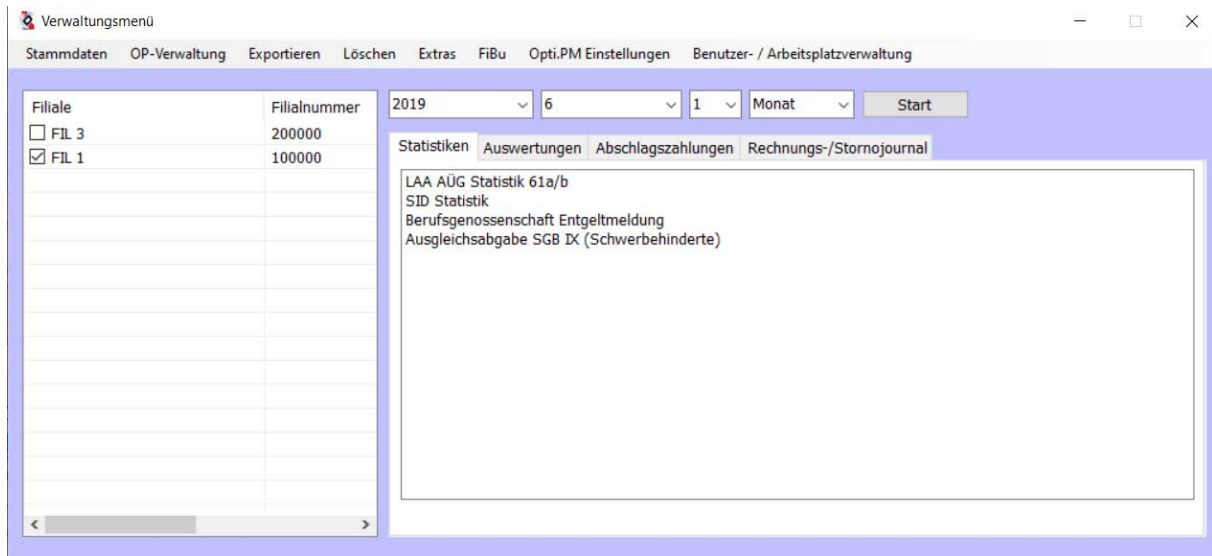 Verwaltungsmenü
Stammdaten OP-Verwaltung Exportieren Löschen Extras FiBu Opti.PM Einstellungen Benutzer- / Arbeitsplatzverwaltung
Filiale Filialnummer
FIL 3 200000
FIL 1 100000
2019 6 1 Monat Start
Statistiken Auswertungen Abschlagszahlungen Rechnungs-/Stornojournal
LAA AÜG Statistik 61a/b
SID Statistik
Berufsgenossenschaft Entgeltmeldung
Ausgleichsabgabe SGB IX (Schwerbehinderte)